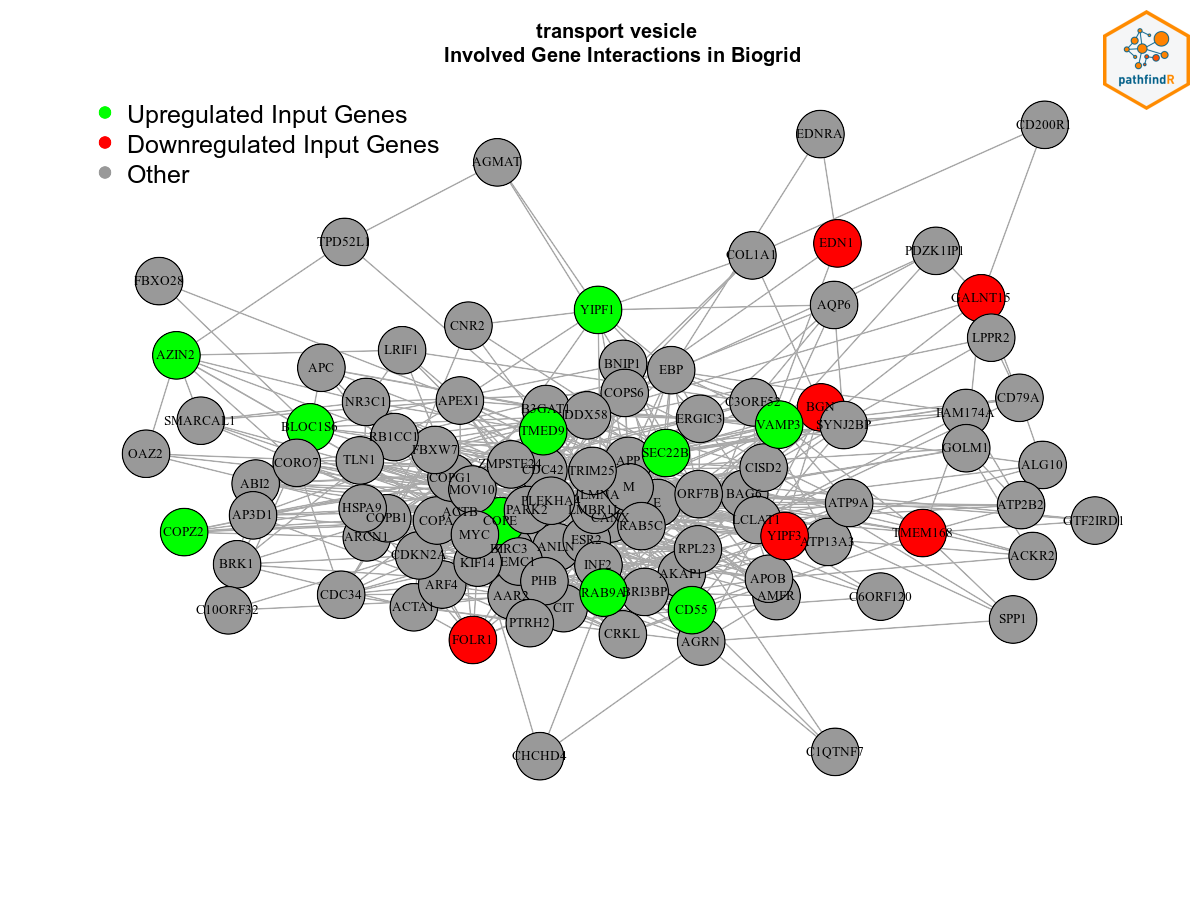 transport vesicle
Involved Gene Interactions in Biogrid
pathfindR
Upregulated Input Genes
Downregulated Input Genes
Other
CD200R1
EDNRA
AGMAT
TPD52L1
EDN1
PDZK1IP1
COL1A1
FBXO28
GALNT15
AQP6
YIPF1
CNR2
LPPR2
LRIF1
AZIN2
BNIP1
APC
EBP
COPS6
CD79A
NR3C1
APEX1
C3ORF52
BGN
FAM174A
DDX58
ERGIC3
SMARCAL1
VAMP3
SYNJ2BP
BLOC1S6
TMED9
RB1CC1
GOLM1
FBXW7
SEC22B
OAZ2
TLN1
APP
CORO7
ZMPSTE24
ALG10
CISD2
CDC42
TRIM25
COPG1
ABI2
M
MOV10
LMNA
ORF7B
BAG6
PLEKHA4
E
ATP9A
ATP2B2
HSPA9
PARK2
LMBR1L
ACTB
AP3D1
COPB1
CANX
COPA
COPE
LCLAT1
GTF2IRD1
RAB5C
COPZ2
TMEM168
MYC
YIPF3
ARCN1
ESR2
ATP13A3
ANLN
BIRC3
RPL23
CDKN2A
ACKR2
EMC1
KIF14
BRK1
INF2
AKAP1
APOB
PHB
ARF4
BRI3BP
RAB9A
CDC34
AAR2
AMFR
C6ORF120
ACTA1
CIT
C10ORF32
CD55
SPP1
PTRH2
CRKL
FOLR1
AGRN
C1QTNF7
CHCHD4